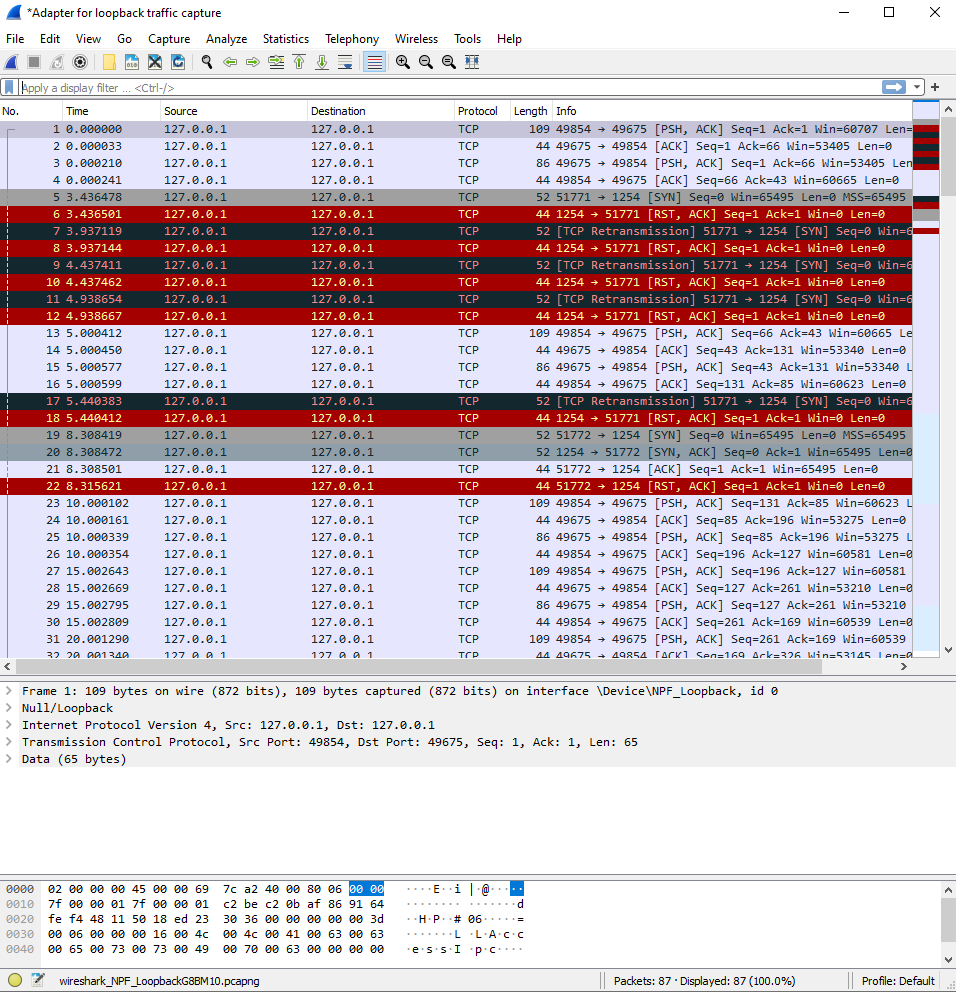 *Adapter for loopback traffic capture
File Edit View Go Capture Analyze Statistics Telephony Wireless Tools Help
Apply a display filter ... <Ctrl-/>
No. Time Source Destination Protocol Length Info
1 0.000000 127.0.0.1 127.0.0.1 TCP 109 49854 → 49675 [PSH, ACK] Seq=1 Ack=1 Win=60707 Len=
2 0.000033 127.0.0.1 127.0.0.1 TCP 44 49675 → 49854 [ACK] Seq=1 Ack=66 Win=53405 Len=0
3 0.000210 127.0.0.1 127.0.0.1 TCP 86 49675 → 49854 [PSH, ACK] Seq=1 Ack=66 Win=53405 Len=
4 0.000241 127.0.0.1 127.0.0.1 TCP 44 49854 → 49675 [ACK] Seq=66 Ack=43 Win=60665 Len=0
5 3.436478 127.0.0.1 127.0.0.1 TCP 52 51771 → 1254 [SYN] Seq=0 Win=65495 Len=0 MSS=65495
6 3.436501 127.0.0.1 127.0.0.1 TCP 44 1254 → 51771 [RST, ACK] Seq=1 Ack=1 Win=0 Len=0
7 3.937119 127.0.0.1 127.0.0.1 TCP 52 [TCP Retransmission] 51771 → 1254 [SYN] Seq=0 Win=6
8 3.937144 127.0.0.1 127.0.0.1 TCP 44 1254 → 51771 [RST, ACK] Seq=1 Ack=1 Win=0 Len=0
9 4.437411 127.0.0.1 127.0.0.1 TCP 52 [TCP Retransmission] 51771 → 1254 [SYN] Seq=0 Win=6
10 4.437462 127.0.0.1 127.0.0.1 TCP 44 1254 → 51771 [RST, ACK] Seq=1 Ack=1 Win=0 Len=0
11 4.938654 127.0.0.1 127.0.0.1 TCP 52 [TCP Retransmission] 51771 → 1254 [SYN] Seq=0 Win=6
12 4.938667 127.0.0.1 127.0.0.1 TCP 44 1254 → 51771 [RST, ACK] Seq=1 Ack=1 Win=0 Len=0
13 5.000412 127.0.0.1 127.0.0.1 TCP 109 49854 → 49675 [PSH, ACK] Seq=66 Ack=43 Win=60665 Le
14 5.000450 127.0.0.1 127.0.0.1 TCP 44 49675 → 49854 [ACK] Seq=43 Ack=131 Win=53340 Len=0
15 5.000577 127.0.0.1 127.0.0.1 TCP 86 49675 → 49854 [PSH, ACK] Seq=43 Ack=131 Win=53340 L
16 5.000599 127.0.0.1 127.0.0.1 TCP 44 49854 → 49675 [ACK] Seq=131 Ack=85 Win=60623 Len=0
17 5.440383 127.0.0.1 127.0.0.1 TCP 52 [TCP Retransmission] 51771 → 1254 [SYN] Seq=0 Win=6
18 5.440412 127.0.0.1 127.0.0.1 TCP 44 1254 → 51771 [RST, ACK] Seq=1 Ack=1 Win=0 Len=0
19 8.308419 127.0.0.1 127.0.0.1 TCP 52 51772 → 1254 [SYN] Seq=0 Win=65495 Len=0 MSS=65495
20 8.308472 127.0.0.1 127.0.0.1 TCP 52 1254 → 51772 [SYN, ACK] Seq=0 Ack=1 Win=65495 Len=0
21 8.308501 127.0.0.1 127.0.0.1 TCP 44 51772 → 1254 [ACK] Seq=1 Ack=1 Win=65495 Len=0
22 8.315621 127.0.0.1 127.0.0.1 TCP 44 51772 → 1254 [RST, ACK] Seq=1 Ack=1 Win=0 Len=0
23 10.000102 127.0.0.1 127.0.0.1 TCP 109 49854 → 49675 [PSH, ACK] Seq=131 Ack=85 Win=60623 L
24 10.000161 127.0.0.1 127.0.0.1 TCP 44 49675 → 49854 [ACK] Seq=85 Ack=196 Win=53275 Len=0
25 10.000339 127.0.0.1 127.0.0.1 TCP 86 49675 → 49854 [PSH, ACK] Seq=85 Ack=196 Win=53275 L
26 10.000354 127.0.0.1 127.0.0.1 TCP 44 49854 → 49675 [ACK] Seq=196 Ack=127 Win=60581 Len=0
27 15.002643 127.0.0.1 127.0.0.1 TCP 109 49854 → 49675 [PSH, ACK] Seq=196 Ack=127 Win=60581
28 15.002669 127.0.0.1 127.0.0.1 TCP 44 49675 → 49854 [ACK] Seq=127 Ack=261 Win=53210 Len=0
29 15.002795 127.0.0.1 127.0.0.1 TCP 86 49675 → 49854 [PSH, ACK] Seq=127 Ack=261 Win=53210
30 15.002809 127.0.0.1 127.0.0.1 TCP 44 49854 → 49675 [ACK] Seq=261 Ack=169 Win=60539 Len=0
31 20.001290 127.0.0.1 127.0.0.1 TCP 109 49854 → 49675 [PSH, ACK] Seq=261 Ack=169 Win=60539
32 20.001340 127.0.0.1 127.0.0.1 TCP 44 49675 → 49854 [ACK] Seq=169 Ack=326 Win=53145 Len=0
Frame 1: 109 bytes on wire (872 bits), 109 bytes captured (872 bits) on interface \Device\NPF_Loopback, id 0
Null/Loopback
Internet Protocol Version 4, Src: 127.0.0.1, Dst: 127.0.0.1
Transmission Control Protocol, Src Port: 49854, Dst Port: 49675, Seq: 1, Ack: 1, Len: 65
Data (65 bytes)
0000 02 00 00 00 45 00 00 69 7c a2 40 00 80 06 00 00 ····E··i |·@·····
0010 7f 00 00 01 7f 00 00 01 c2 be c2 0b af 86 91 64 ········ ·······d
0020 fe f4 48 11 50 18 ed 23 30 36 00 00 00 00 00 3d ··H·P··# 06·····=
0030 00 06 00 00 00 16 00 4c 00 4c 00 41 00 63 00 63 ·······L ·L·A·c·c
0040 00 65 00 73 00 73 00 49 00 70 00 63 00 00 00 00 ·e·s·s·I ·p·c····
wireshark_NPF_LoopbackG8BM10.pcapng
Packets: 87 · Displayed: 87 (100.0%)
Profile: Default